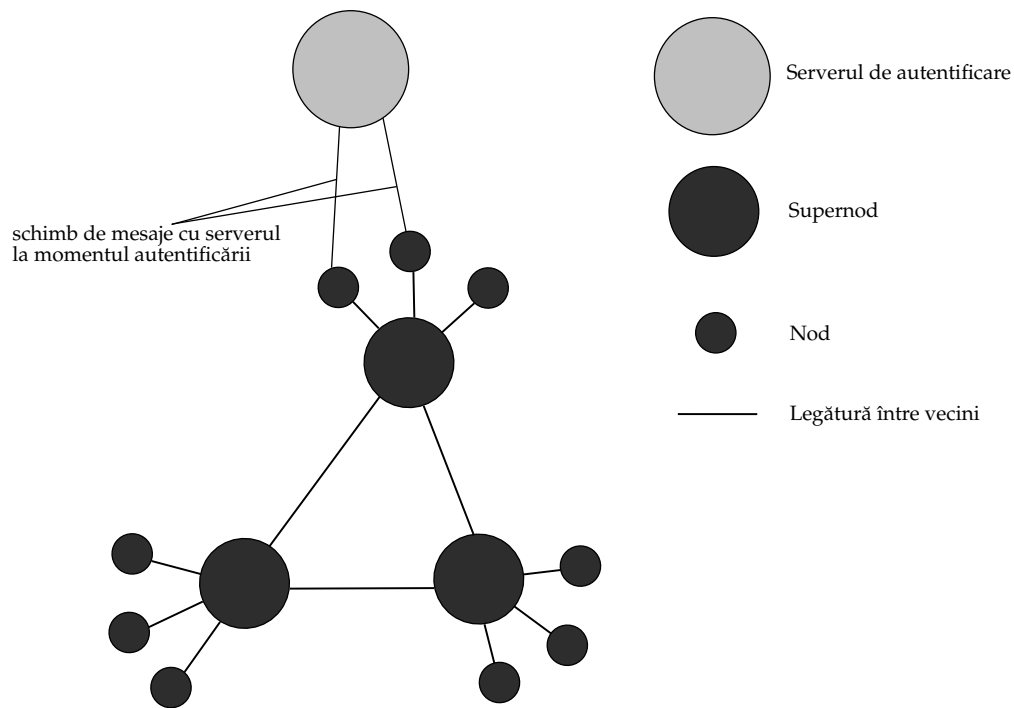 Serverul de autentificare
Supernod
schimb de mesaje cu serverul
la momentul autentificării
Nod
Legătură între vecini